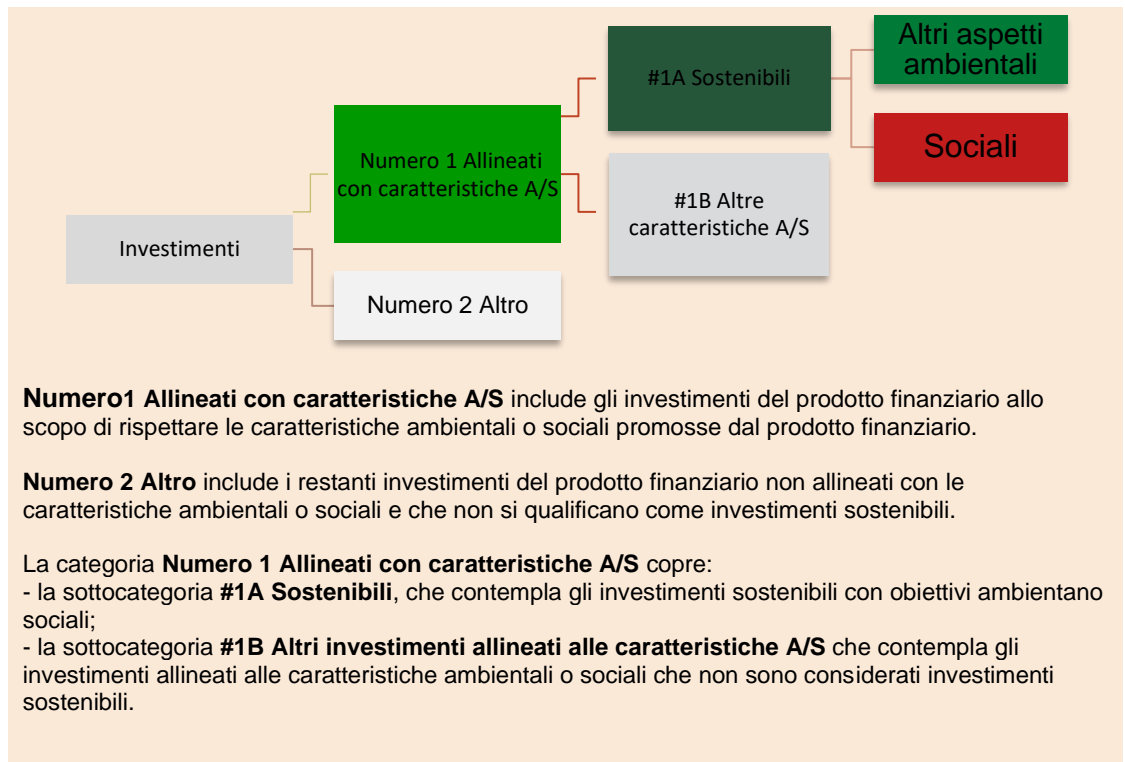 Altri aspetti
ambientali
#1A Sostenibili
Sociali
Numero 1 Allineati
con caratteristiche A/S
#1B Altre
caratteristiche A/S
Investimenti
Numero 2 Altro
Numero1 Allineati con caratteristiche A/S include gli investimenti del prodotto finanziario allo
scopo di rispettare le caratteristiche ambientali o sociali promosse dal prodotto finanziario.
Numero 2 Altro include i restanti investimenti del prodotto finanziario non allineati con le
caratteristiche ambientali o sociali e che non si qualificano come investimenti sostenibili.
La categoria Numero 1 Allineati con caratteristiche A/S copre:
- la sottocategoria #1A Sostenibili, che contempla gli investimenti sostenibili con obiettivi ambientano
sociali;
- la sottocategoria #1B Altri investimenti allineati alle caratteristiche A/S che contempla gli
investimenti allineati alle caratteristiche ambientali o sociali che non sono considerati investimenti
sostenibili.